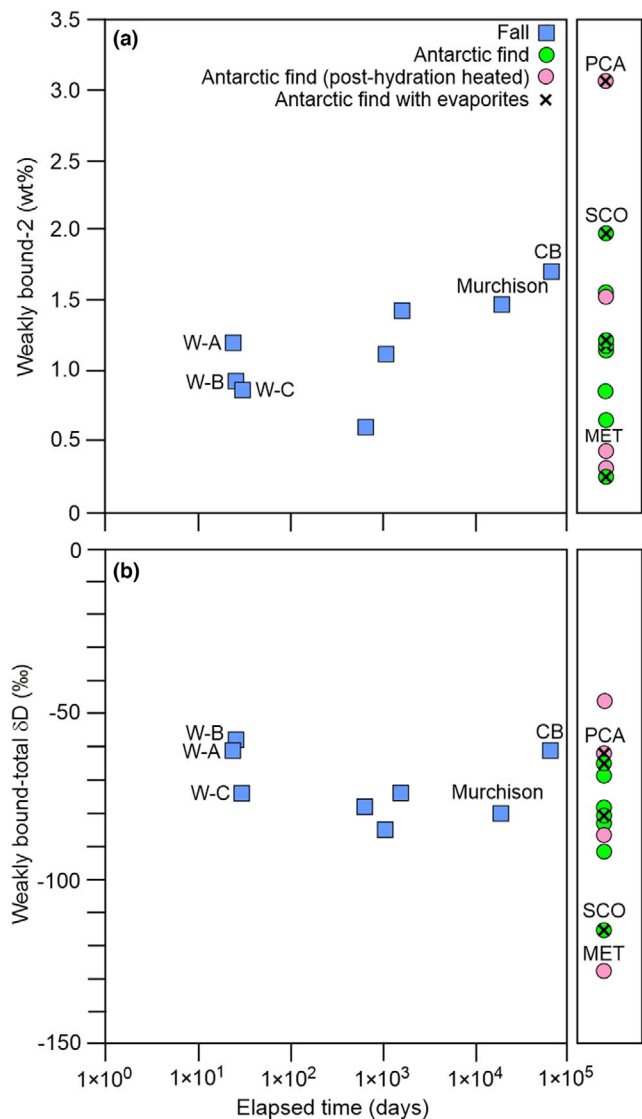 3.5
(a)
Fall
Antarctic find
Antarctic find (post-hydration heated)
Antarctic find with evaporites
PCA
3.0
2.5
SCO
2.0
CB
Murchison
1.5
W-A
W-B
W-C
1.0
MET
0.5
0
Weakly bound-2 (wt%)
0
(b)
-50
W-B
W-A
CB
PCA
W-C
Murchison
-100
SCO
MET
-150
Weakly bound-total δD (‰)
1×10⁰ 1×10¹ 1×10² 1×10³ 1×10⁴ 1×10⁵
Elapsed time (days)